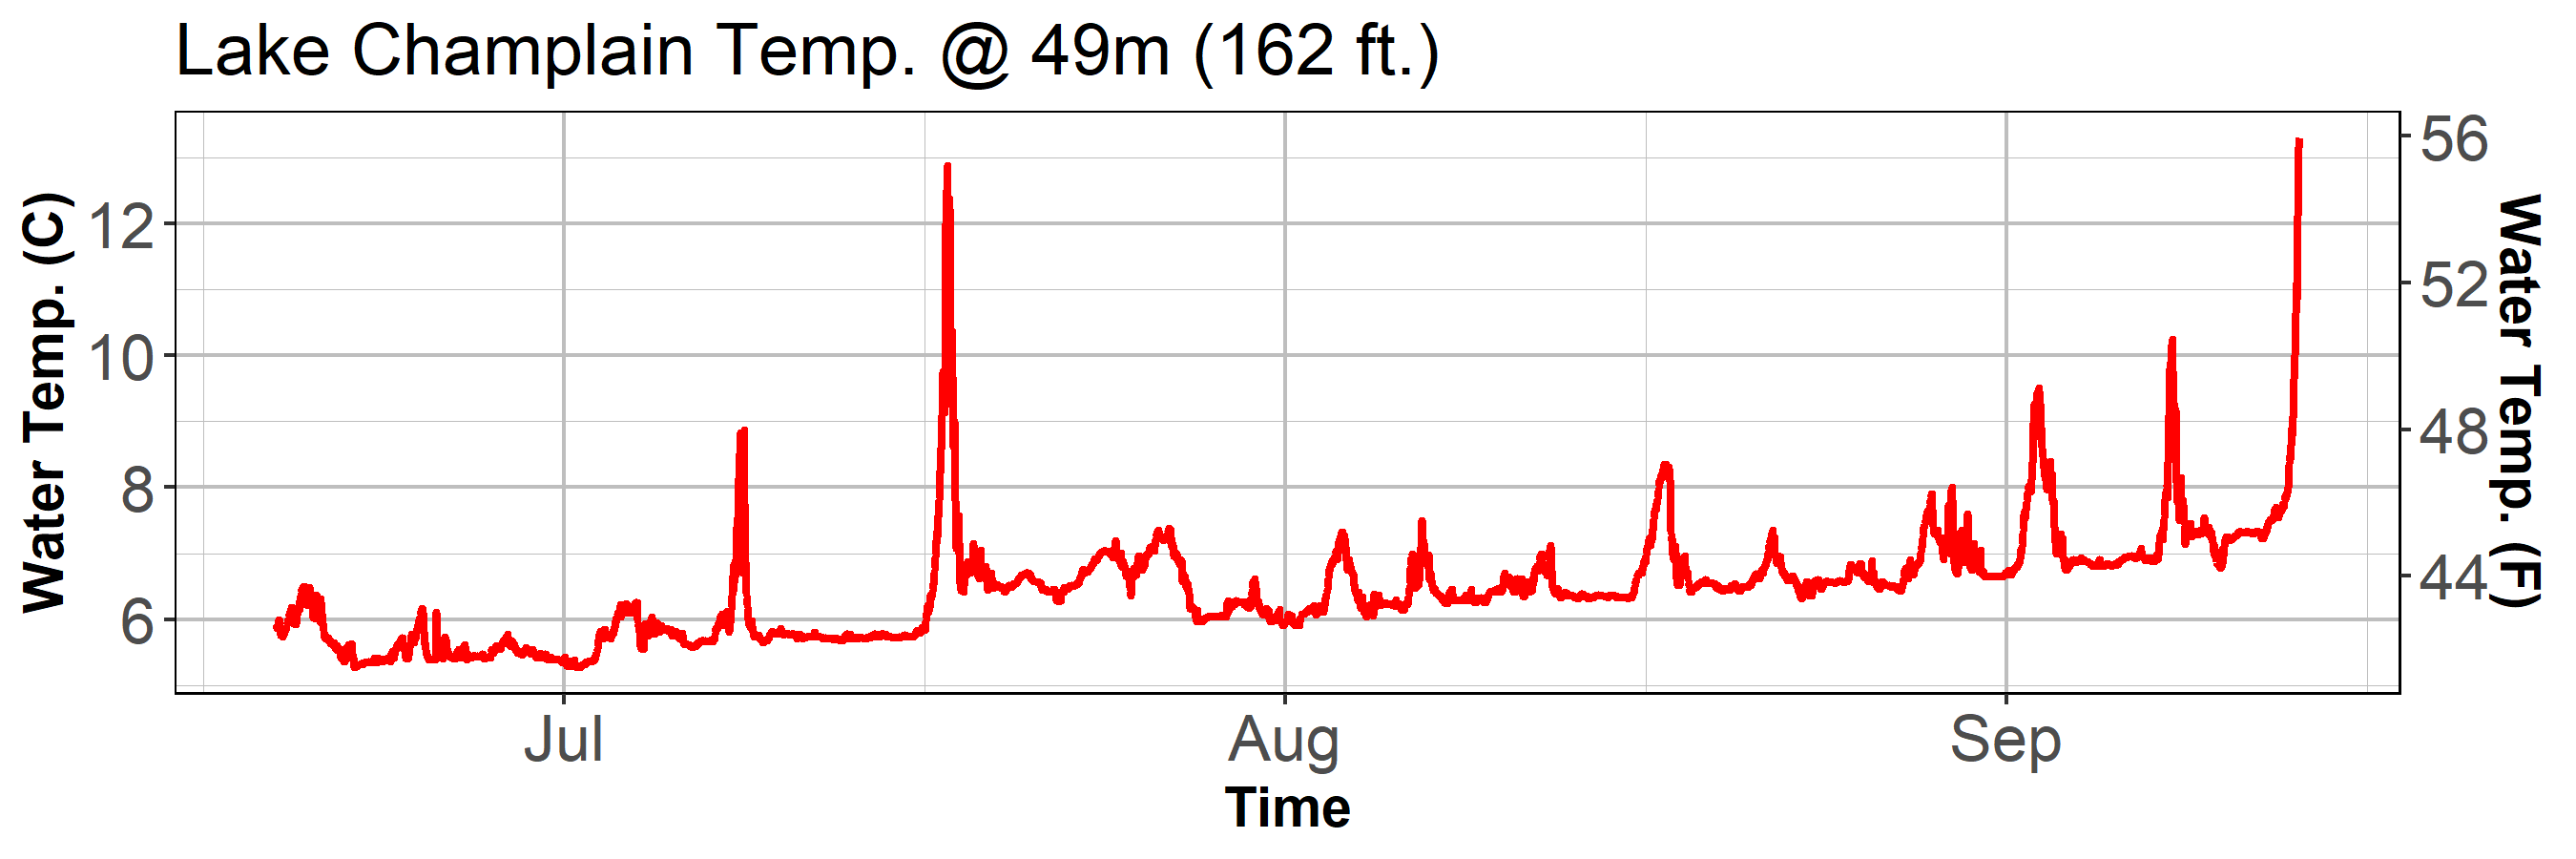 Lake Champlain Temp. @ 49m (162 ft.)
Water Temp. (C)
12
10
8
6
56
52
48
44
Water Temp. (F)
Jul
Aug
Sep
Time